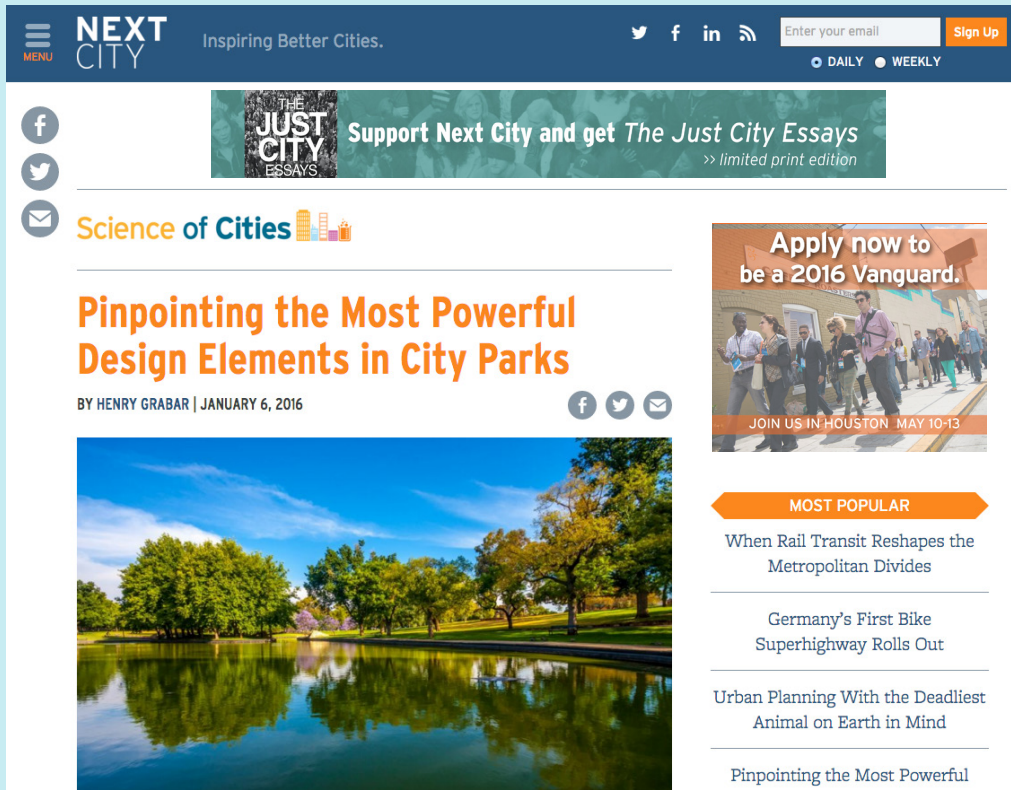 NEXT
CITY
Inspiring Better Cities.
MENU
Enter your email
Sign Up
DAILY
WEEKLY
THE
JUST
CITY
ESSAYS
Support Next City and get The Just City Essays
>> limited print edition
Science of Cities
Pinpointing the Most Powerful
Design Elements in City Parks
BY HENRY GRABAR | JANUARY 6, 2016
Apply now to
be a 2016 Vanguard.
JOIN US IN HOUSTON MAY 10-13
MOST POPULAR
When Rail Transit Reshapes the
Metropolitan Divides
Germany's First Bike
Superhighway Rolls Out
Urban Planning With the Deadliest
Animal on Earth in Mind
Pinpointing the Most Powerful